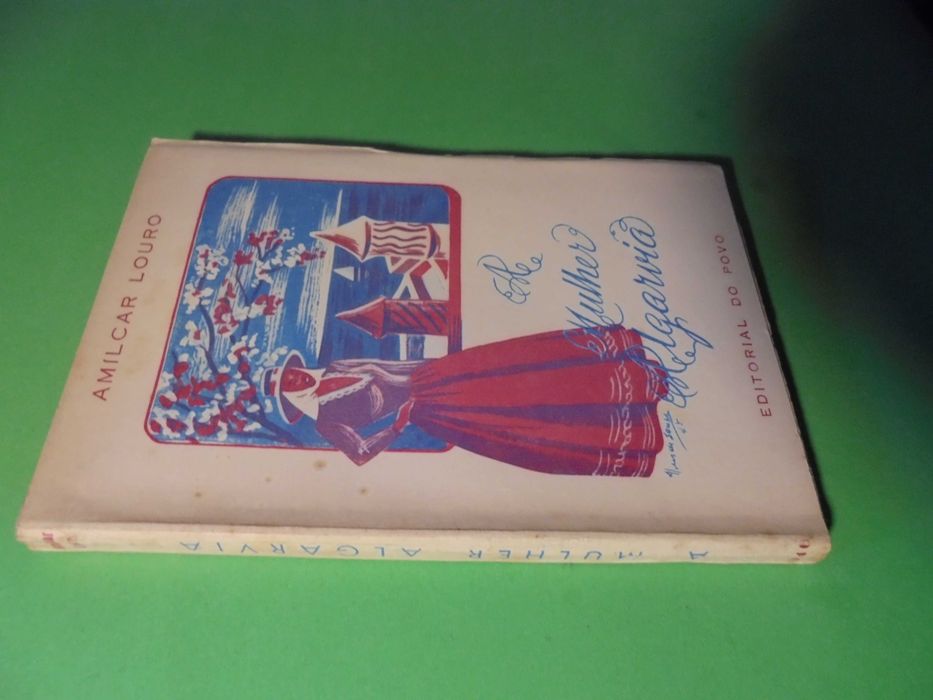 AMILCAR LOURO
A
Mulher
Algarvia
EDITORIAL DO POVO
A MULHER ALGARVIA